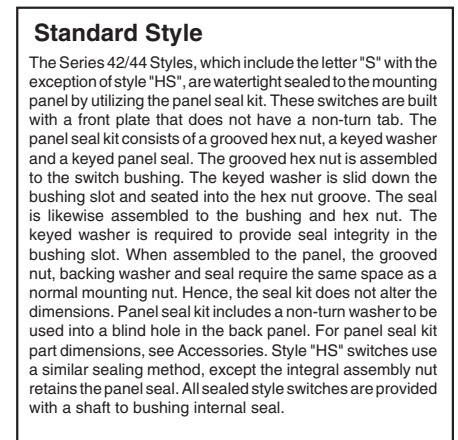 Standard Style
The Series 42/44 Styles, which include the letter "S" with the
exception of style "HS", are watertight sealed to the mounting
panel by utilizing the panel seal kit. These switches are built
with a front plate that does not have a non-turn tab. The
panel seal kit consists of a grooved hex nut, a keyed washer
and a keyed panel seal. The grooved hex nut is assembled
to the switch bushing. The keyed washer is slid down the
bushing slot and seated into the hex nut groove. The seal
is likewise assembled to the bushing and hex nut. The
keyed washer is required to provide seal integrity in the
bushing slot. When assembled to the panel, the grooved
nut, backing washer and seal require the same space as a
normal mounting nut. Hence, the seal kit does not alter the
dimensions. Panel seal kit includes a non-turn washer to be
used into a blind hole in the back panel. For panel seal kit
part dimensions, see Accessories. Style "HS" switches use
a similar sealing method, except the integral assembly nut
retains the panel seal. All sealed style switches are provided
with a shaft to bushing internal seal.